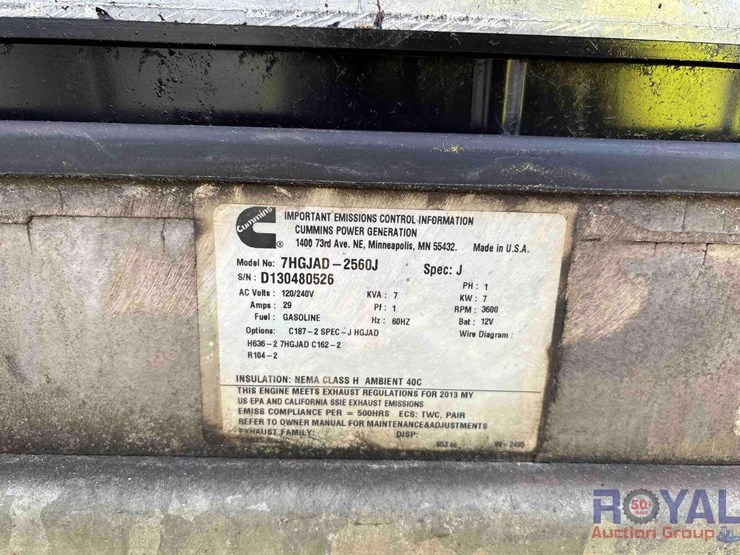 Cummins
®
IMPORTANT EMISSIONS CONTROL INFORMATION
CUMMINS POWER GENERATION
1400 73rd Ave. NE, Minneapolis, MN 55432. Made in U.S.A.
Model No: 7HGJAD-2560J Spec: J
S/N: D130480526 PH : 1
AC Volts : 120/240V KVA : 7 KW : 7
Amps : 29 Pf : 1 RPM : 3600
Fuel : GASOLINE Hz : 60HZ Bat : 12V
Options: C187-2 SPEC-J HGJAD Wire Diagram :
H636-2 7HGJAD C162-2
R104-2
INSULATION: NEMA CLASS H AMBIENT 40C
THIS ENGINE MEETS EXHAUST REGULATIONS FOR 2013 MY
US EPA AND CALIFORNIA SSIE EXHAUST EMISSIONS
EMISS COMPLIANCE PER = 500HRS ECS: TWC, PAIR
REFER TO OWNER MANUAL FOR MAINTENANCE&ADJUSTMENTS
EXHAUST FAMILY: DISP:
653 cc 99-2495
ROYAL
50+
YEARS
Auction Group